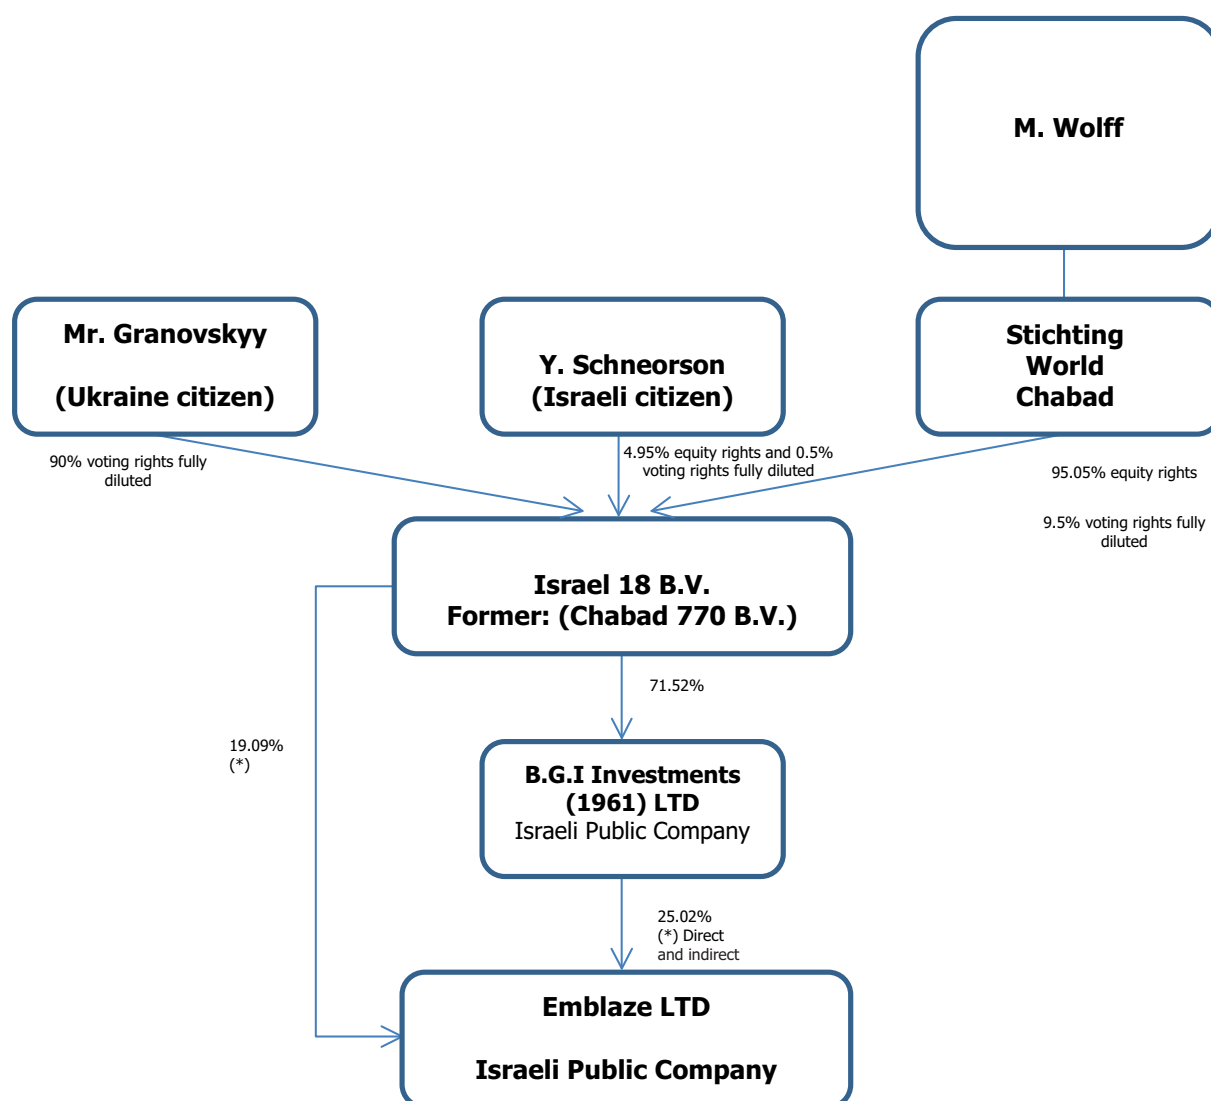 M. Wolff
Mr. Granovskyy
(Ukraine citizen)
Y. Schneorson
(Israeli citizen)
Stichting
World
Chabad
90% voting rights fully
diluted
4.95% equity rights and 0.5%
voting rights fully diluted
95.05% equity rights
9.5% voting rights fully
diluted
Israel 18 B.V.
Former: (Chabad 770 B.V.)
71.52%
19.09%
(*)
B.G.I Investments
(1961) LTD
Israeli Public Company
25.02%
(*) Direct
and indirect
Emblaze LTD
Israeli Public Company